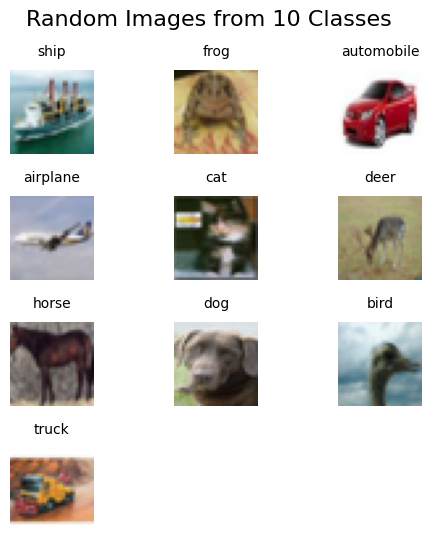 Random Images from 10 Classes
ship
frog
automobile
airplane
cat
deer
horse
dog
bird
truck